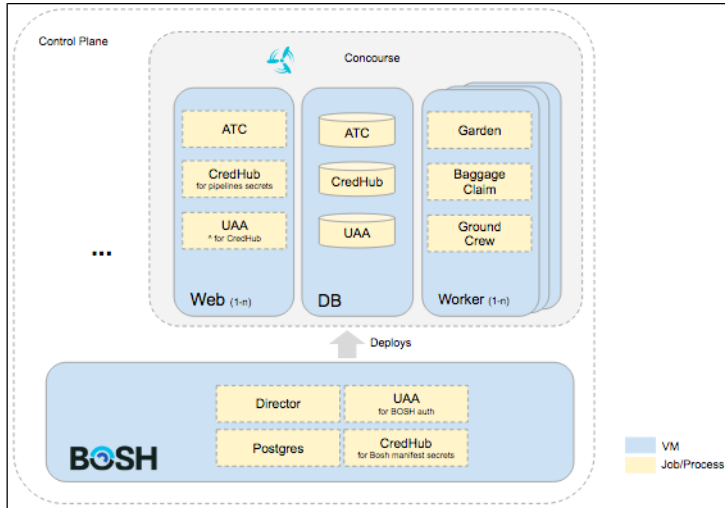 Control Plane
Concourse
ATC
CredHub
for pipelines secrets
UAA
^ for CredHub
Web (1-n)
ATC
CredHub
UAA
DB
Garden
Baggage
Claim
Ground
Crew
Worker (1-n)
...
Deploys
Director
UAA
for BOSH auth
Postgres
CredHub
for Bosh manifest secrets
BOSH
VM
Job/Process